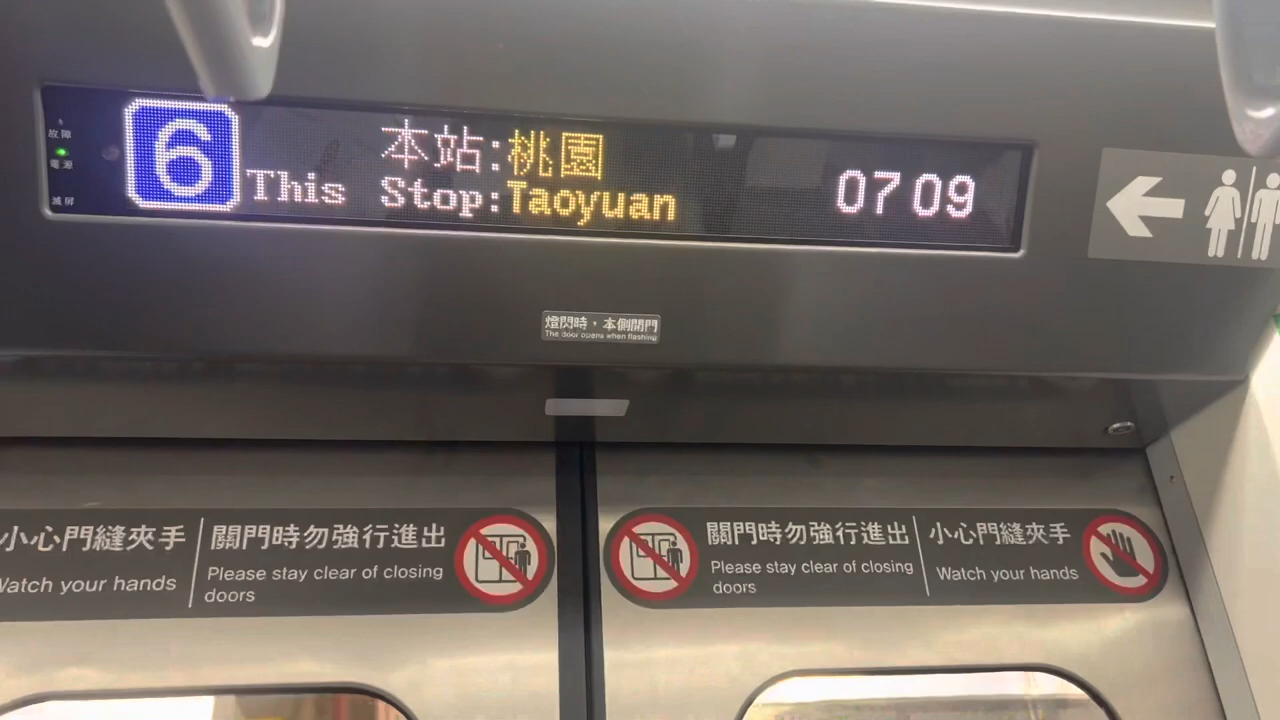 故障
電源
滅屏
6
本站:桃園
This Stop:Taoyuan
07 09
燈閃時，本側開門
The door opens when flashing
小心門縫夾手
Watch your hands
關門時勿強行進出
Please stay clear of closing
doors
關門時勿強行進出
Please stay clear of closing
doors
小心門縫夾手
Watch your hands